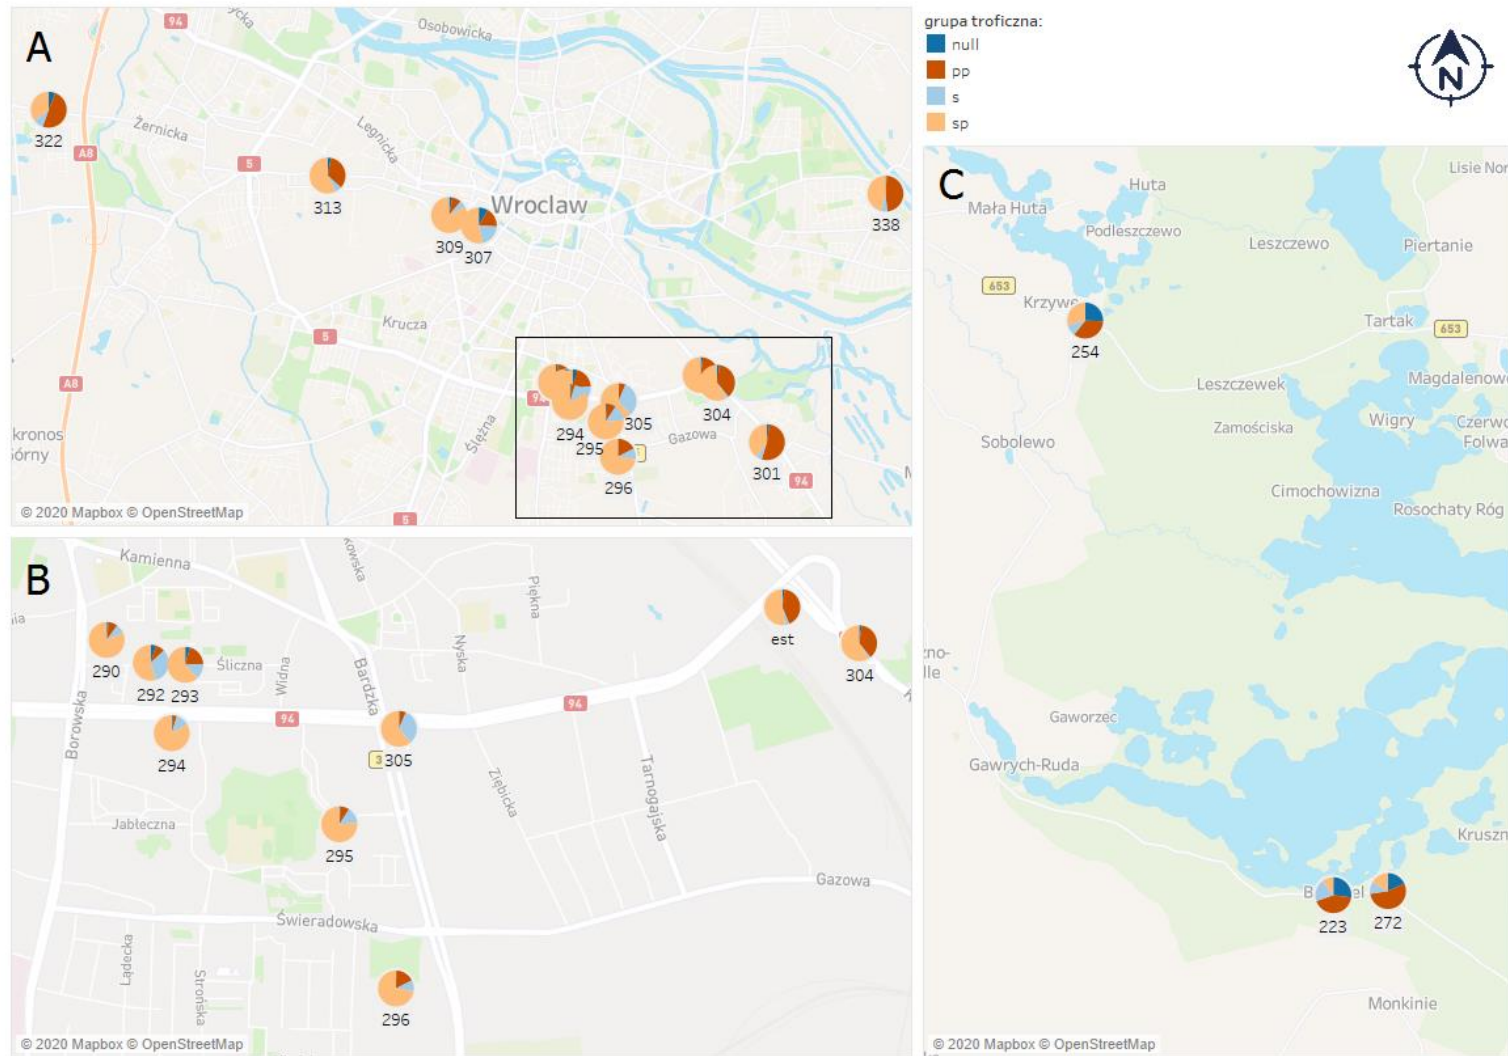 A
94
Osobowicka
322
Żernicka
Legnicka
A8
5
313
Wroclaw
309
307
338
Krucza
5
A8
94
305
304
294
295
Gazowa
Ślężna
296
301
94
5
© 2020 Mapbox © OpenStreetMap
grupa troficzna:
null
pp
s
sp
N
B
Kamienna
Piękna
290
292
293
Śliczna
Widna
Nyska
Bardzka
est
304
94
94
Borowska
294
305
Ziębicka
Tarnogajska
Jabłeczna
295
Gazowa
Świeradowska
Lądecka
Strońska
296
© 2020 Mapbox © OpenStreetMap
C
Lisie Nor
Huta
Mała Huta
Podleszczewo
Leszczewo
Piertanie
653
Krzywe
254
Tartak
653
Leszczewek
Magdalenowo
Wigry
Czerwo
Folwa
Zamościska
Sobolewo
Cimochowizna
Rosochaty Róg
Gaworzec
Gawrych-Ruda
Kruszn
223
272
Monkinie
© 2020 Mapbox © OpenStreetMap